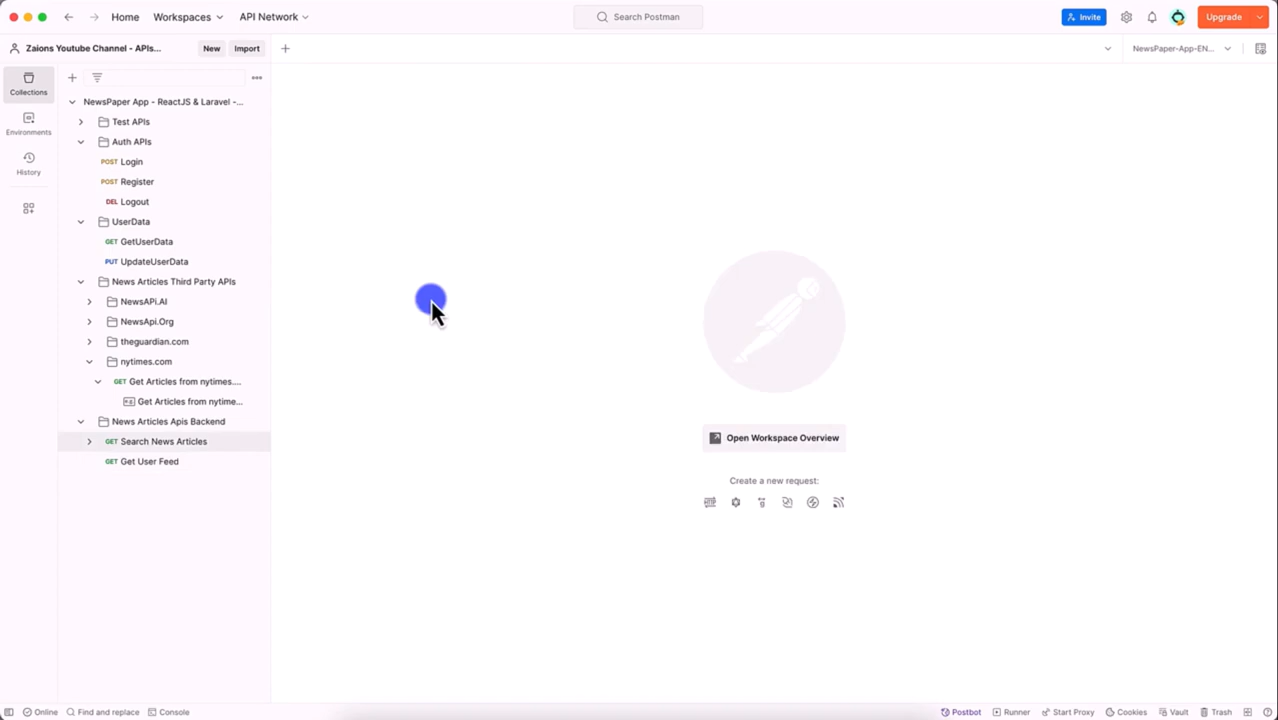 Home
Workspaces
API Network
Search Postman
Invite
Upgrade
Zaions Youtube Channel - APIs...
New
Import
NewsPaper-App-EN...
Collections
Environments
History
NewsPaper App - ReactJS & Laravel -...
Test APIs
Auth APIs
POST Login
POST Register
DEL Logout
UserData
GET GetUserData
PUT UpdateUserData
News Articles Third Party APIs
NewsAPi.AI
NewsApi.Org
theguardian.com
nytimes.com
GET Get Articles from nytimes....
Get Articles from nytime...
News Articles Apis Backend
GET Search News Articles
GET Get User Feed
Open Workspace Overview
Create a new request:
Online
Find and replace
Console
Postbot
Runner
Start Proxy
Cookies
Vault
Trash